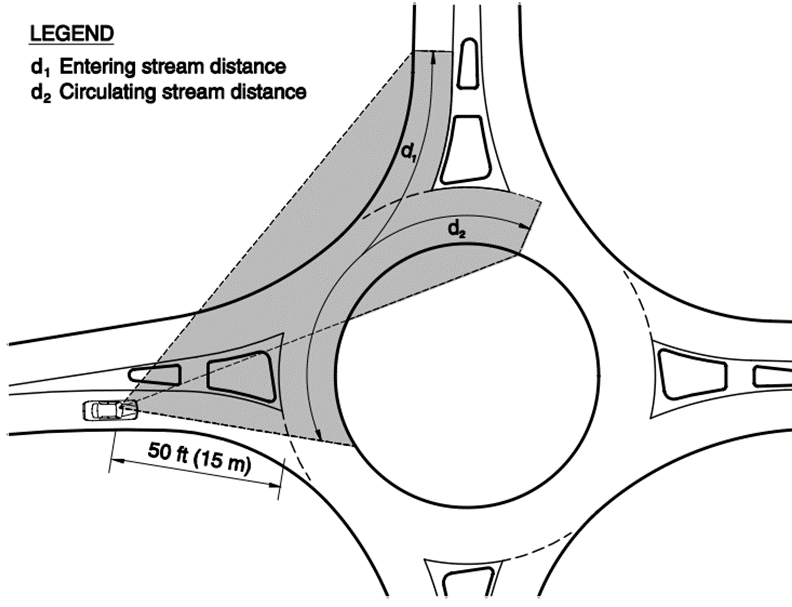 LEGEND
d₁ Entering stream distance
d₂ Circulating stream distance
d₁
d₂
50 ft (15 m)